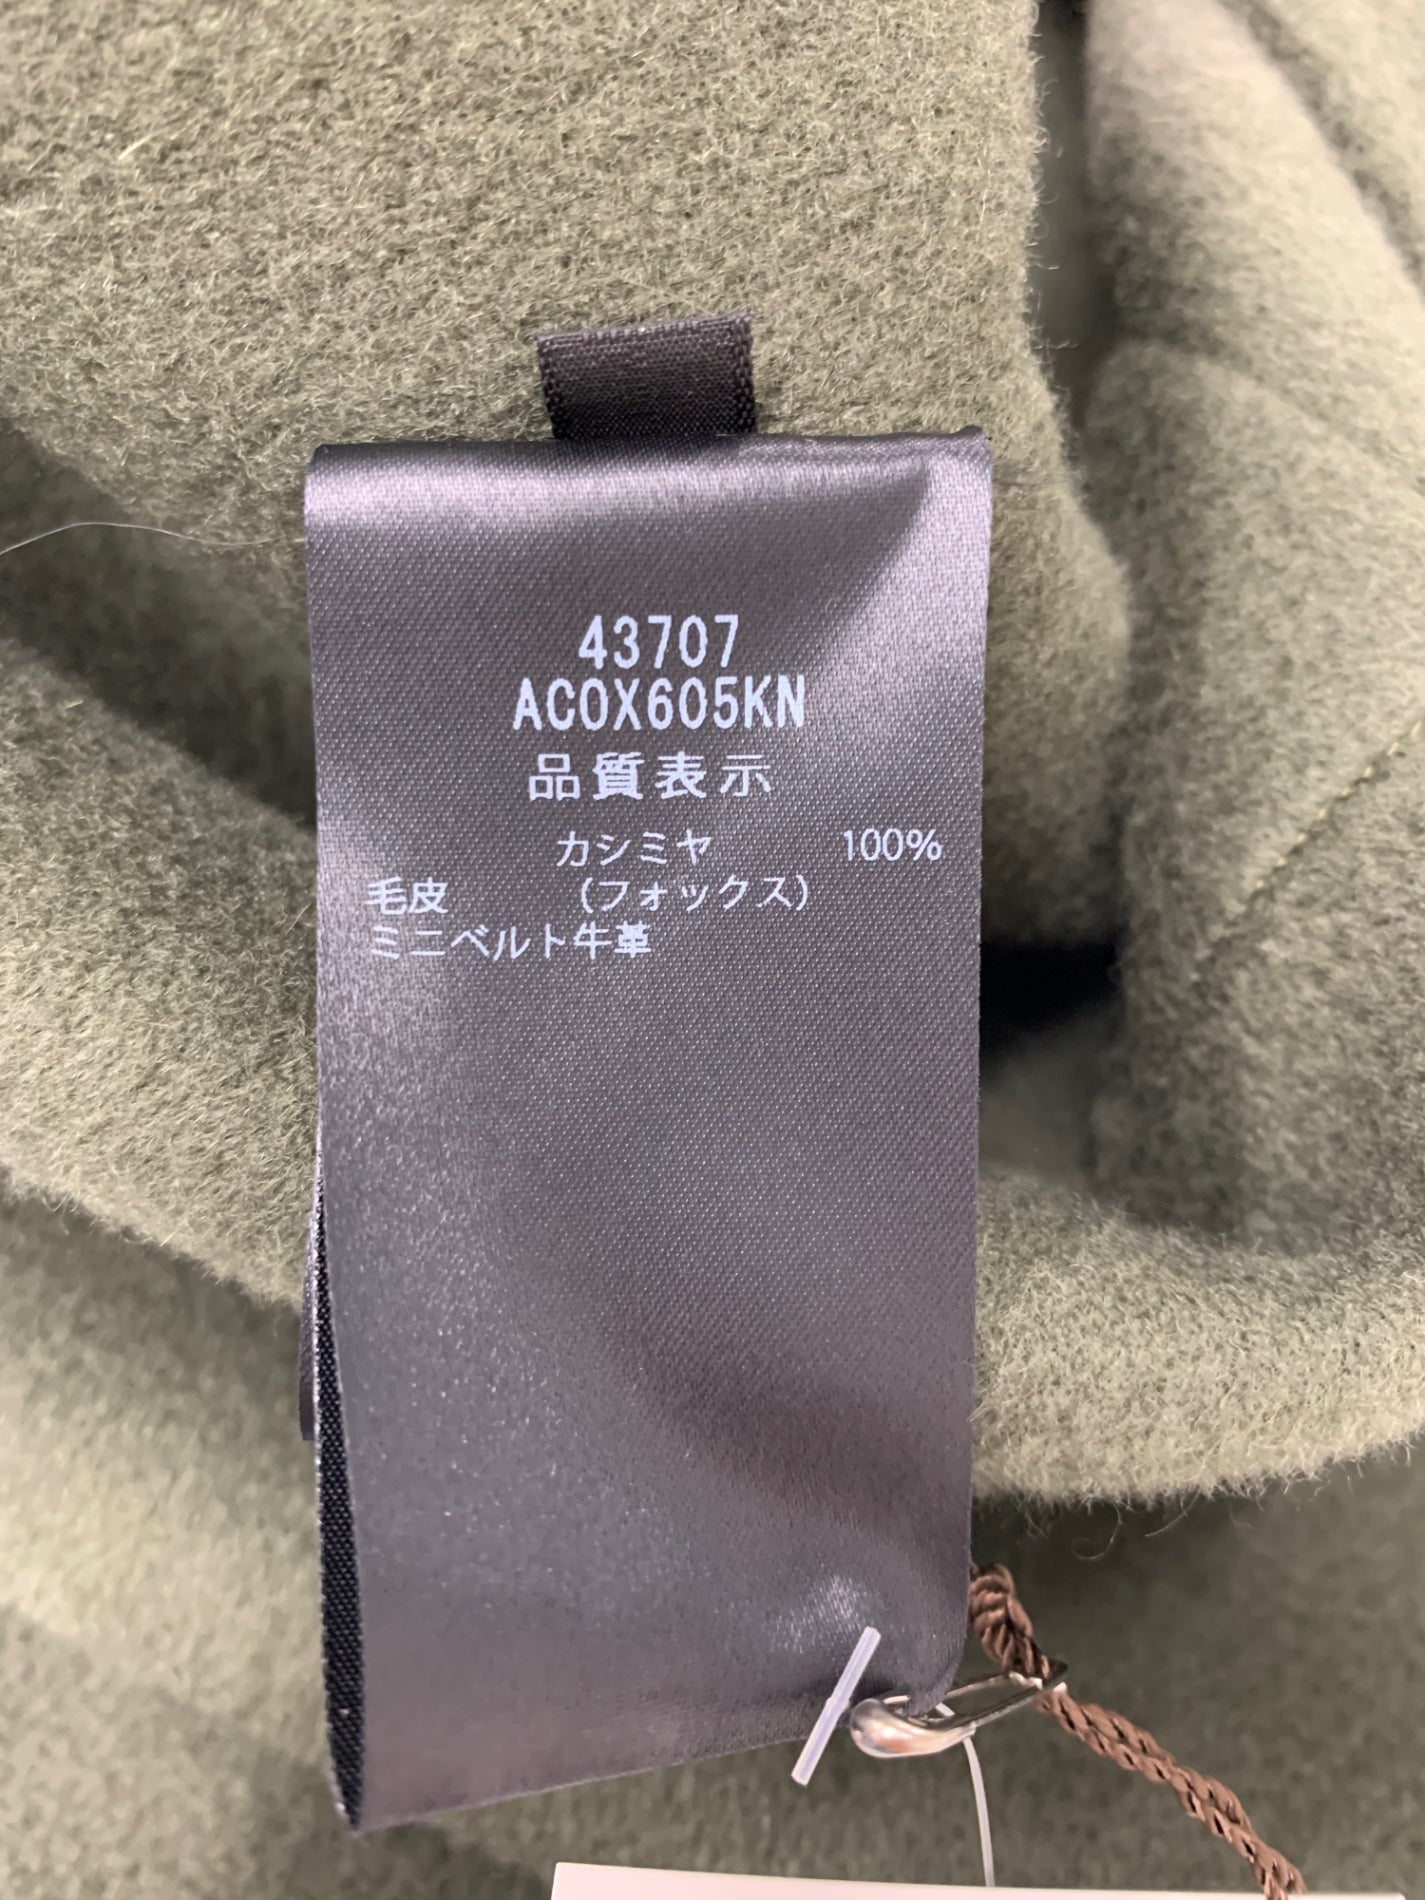 43707
ACOX605KN
品質表示
カシミヤ 100%
毛皮 (フォックス)
ミニベルト牛革